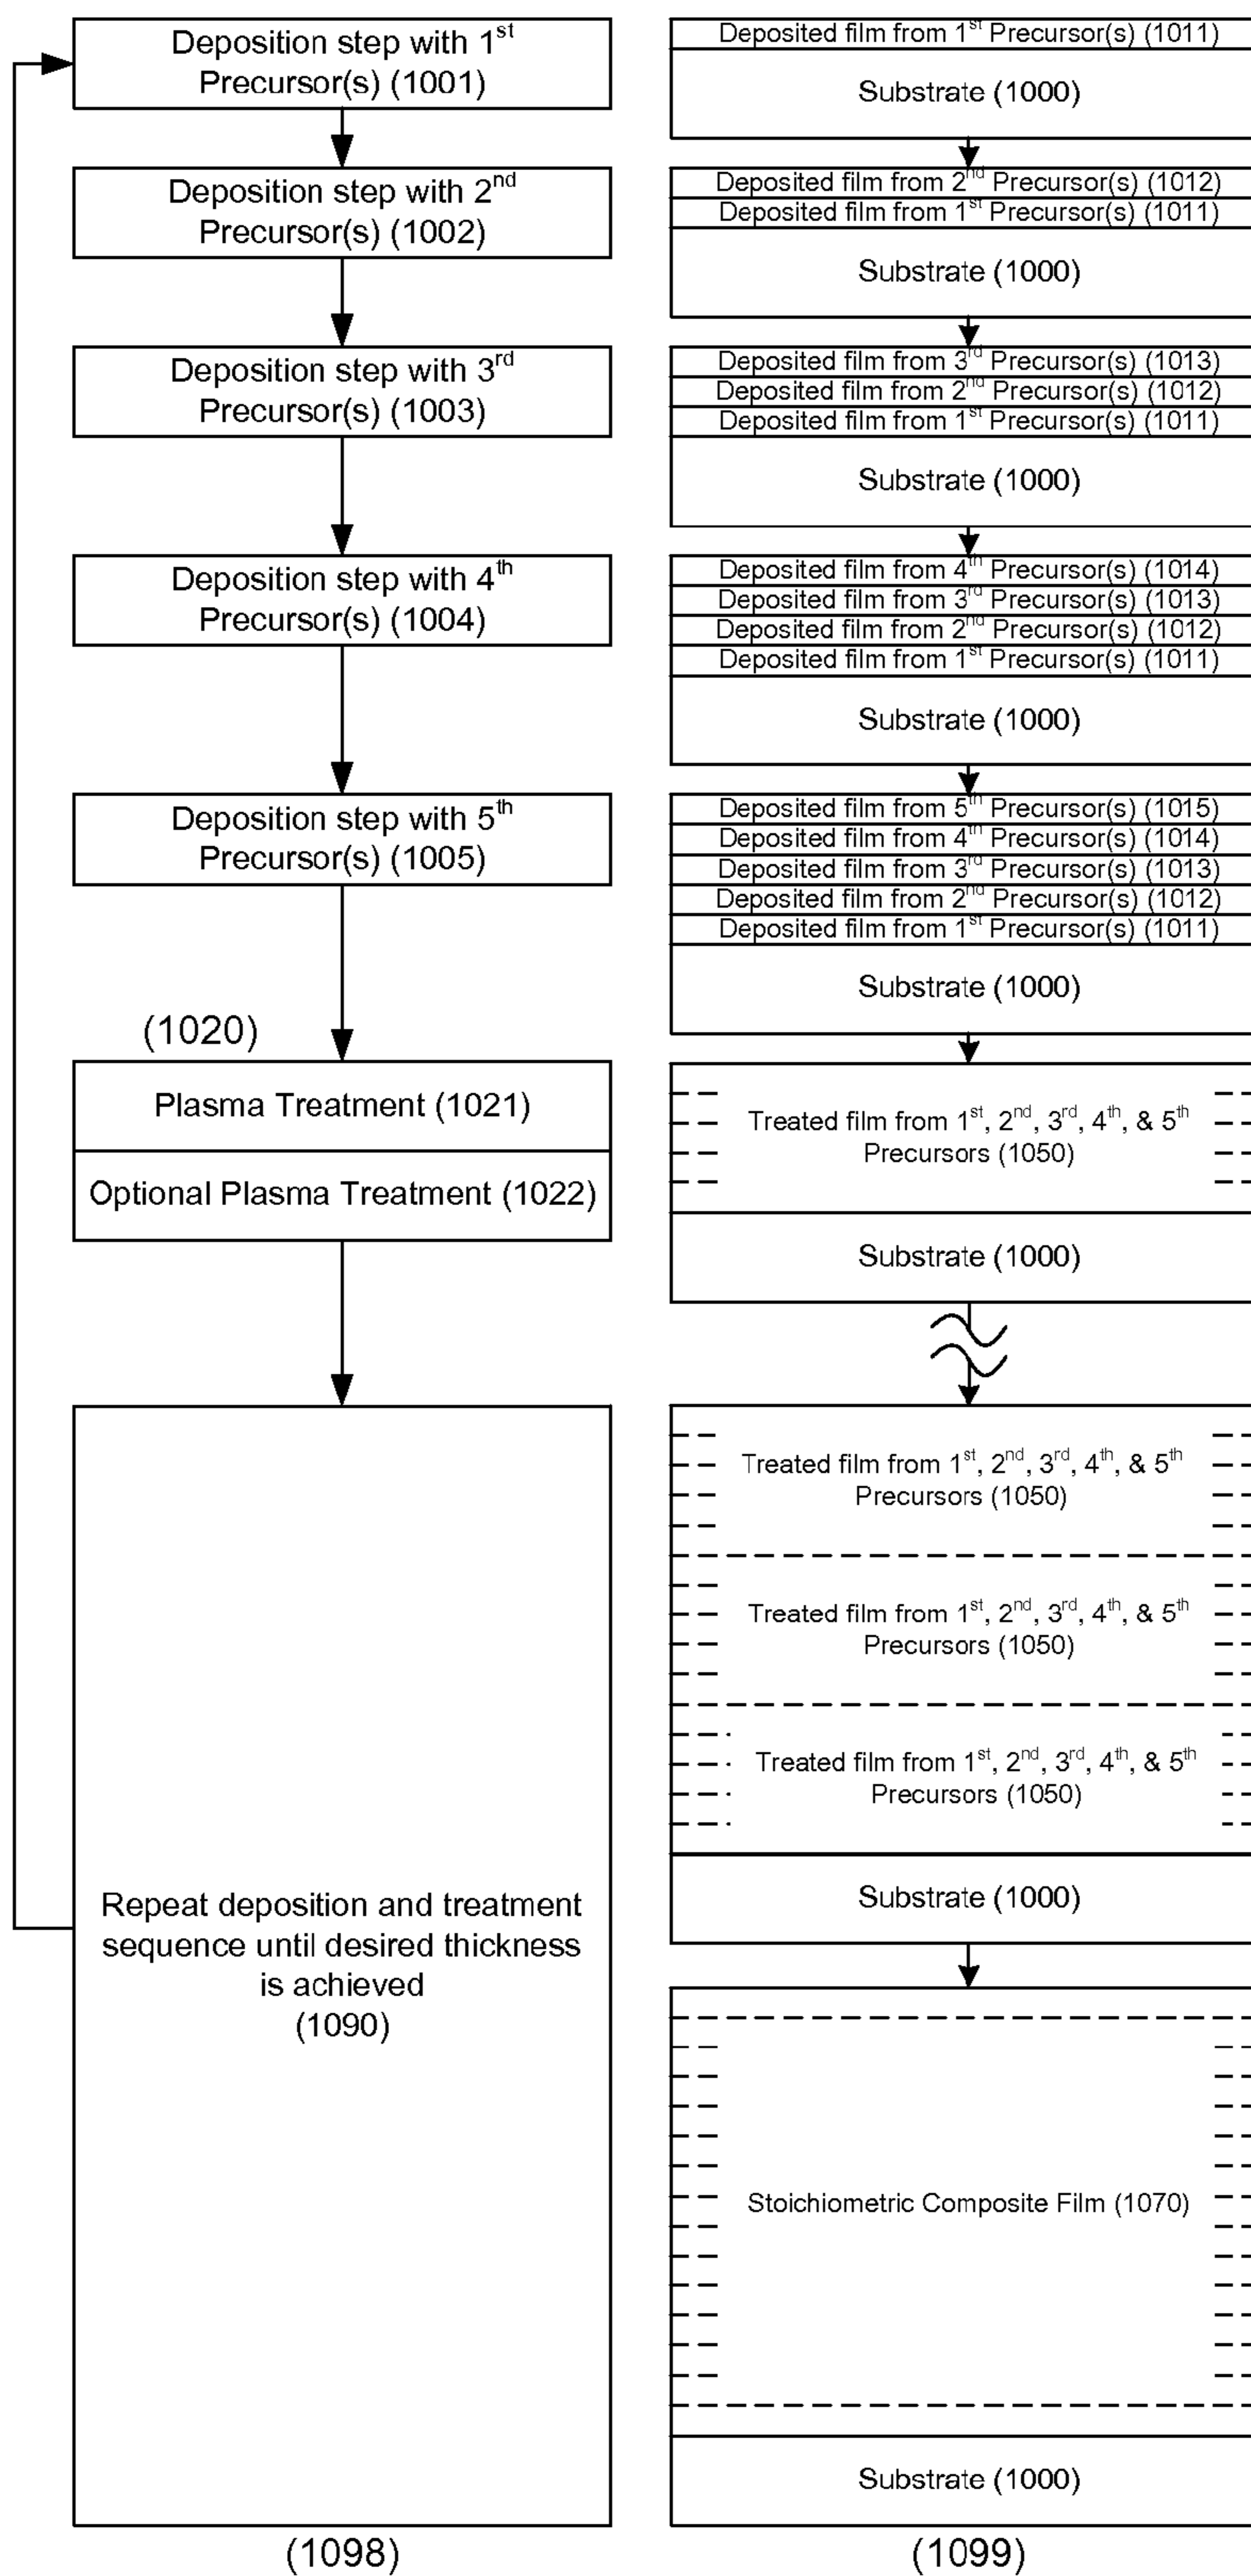 Deposition step with 1st
Precursor(s) (1001)
Deposition step with 2nd
Precursor(s) (1002)
Deposition step with 3rd
Precursor(s) (1003)
Deposition step with 4th
Precursor(s) (1004)
Deposition step with 5th
Precursor(s) (1005)
(1020)
Plasma Treatment (1021)
Optional Plasma Treatment (1022)
Repeat deposition and treatment
sequence until desired thickness
is achieved
(1090)
(1098)
Deposited film from 1st Precursor(s) (1011)
Substrate (1000)
Deposited film from 2nd Precursor(s) (1012)
Deposited film from 1st Precursor(s) (1011)
Substrate (1000)
Deposited film from 3rd Precursor(s) (1013)
Deposited film from 2nd Precursor(s) (1012)
Deposited film from 1st Precursor(s) (1011)
Substrate (1000)
Deposited film from 4th Precursor(s) (1014)
Deposited film from 3rd Precursor(s) (1013)
Deposited film from 2nd Precursor(s) (1012)
Deposited film from 1st Precursor(s) (1011)
Substrate (1000)
Deposited film from 5th Precursor(s) (1015)
Deposited film from 4th Precursor(s) (1014)
Deposited film from 3rd Precursor(s) (1013)
Deposited film from 2nd Precursor(s) (1012)
Deposited film from 1st Precursor(s) (1011)
Substrate (1000)
Treated film from 1st, 2nd, 3rd, 4th, & 5th
Precursors (1050)
Substrate (1000)
Treated film from 1st, 2nd, 3rd, 4th, & 5th
Precursors (1050)
Treated film from 1st, 2nd, 3rd, 4th, & 5th
Precursors (1050)
Treated film from 1st, 2nd, 3rd, 4th, & 5th
Precursors (1050)
Substrate (1000)
Stoichiometric Composite Film (1070)
Substrate (1000)
(1099)